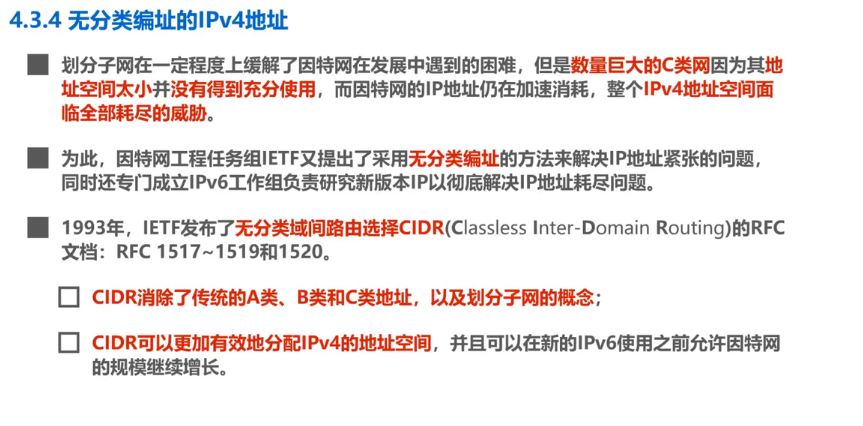 4.3.4 无分类编址的IPv4地址
划分子网在一定程度上缓解了因特网在发展中遇到的困难，但是数量巨大的C类网因为其地
址空间太小并没有得到充分使用，而因特网的IP地址仍在加速消耗，整个IPv4地址空间面
临全部耗尽的威胁。
为此，因特网工程任务组IETF又提出了采用无分类编址的方法来解决IP地址紧张的问题，
同时还专门成立IPv6工作组负责研究新版本IP以彻底解决IP地址耗尽问题。
1993年，IETF发布了无分类域间路由选择CIDR(Classless Inter-Domain Routing)的RFC
文档：RFC 1517~1519和1520。
CIDR消除了传统的A类、B类和C类地址，以及划分子网的概念；
CIDR可以更加有效地分配IPv4的地址空间，并且可以在新的IPv6使用之前允许因特网
的规模继续增长。